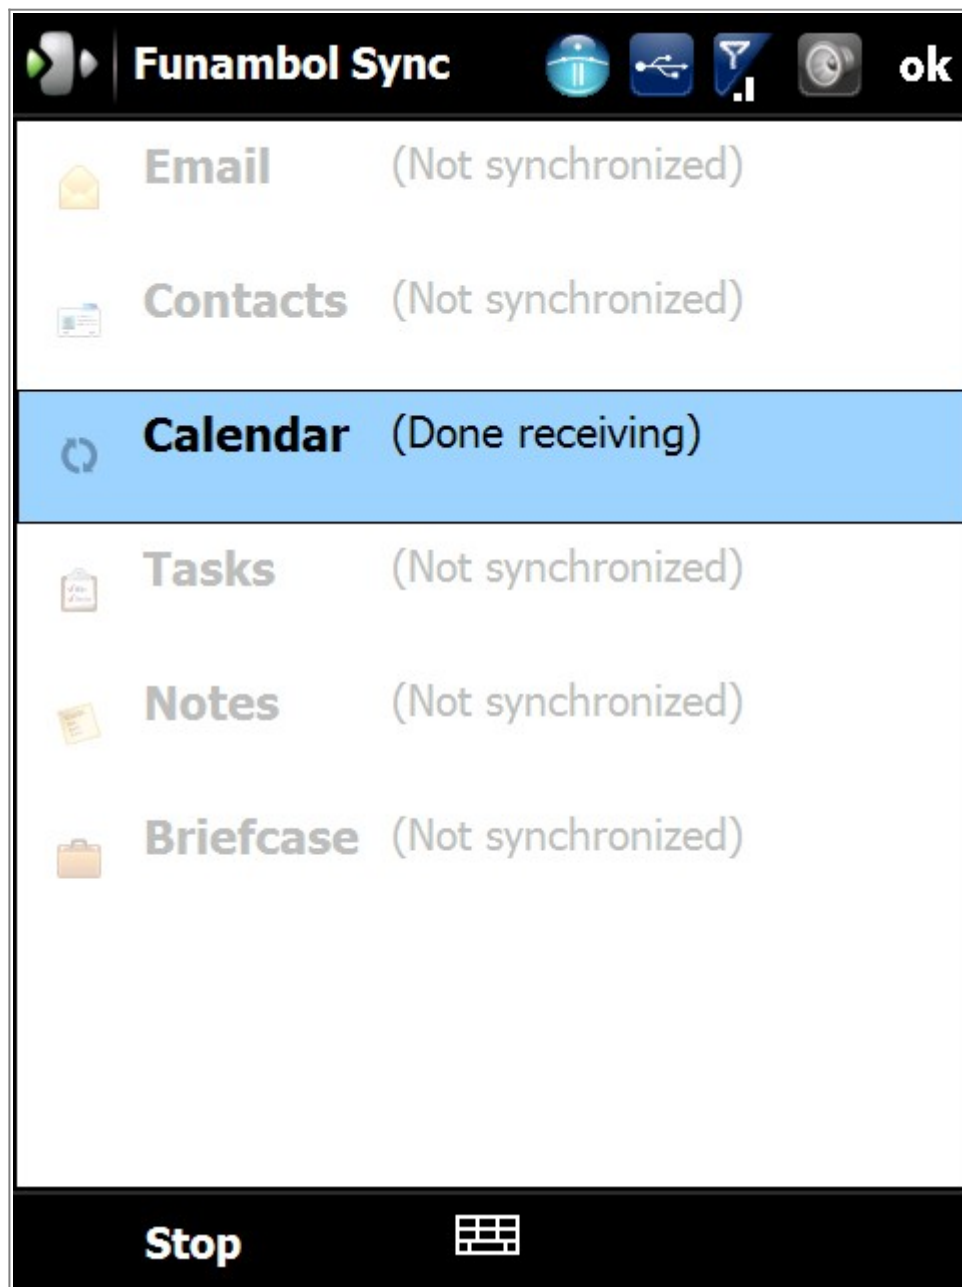 Funambol Sync ok
Email (Not synchronized)
Contacts (Not synchronized)
Calendar (Done receiving)
Tasks (Not synchronized)
Notes (Not synchronized)
Briefcase (Not synchronized)
Stop